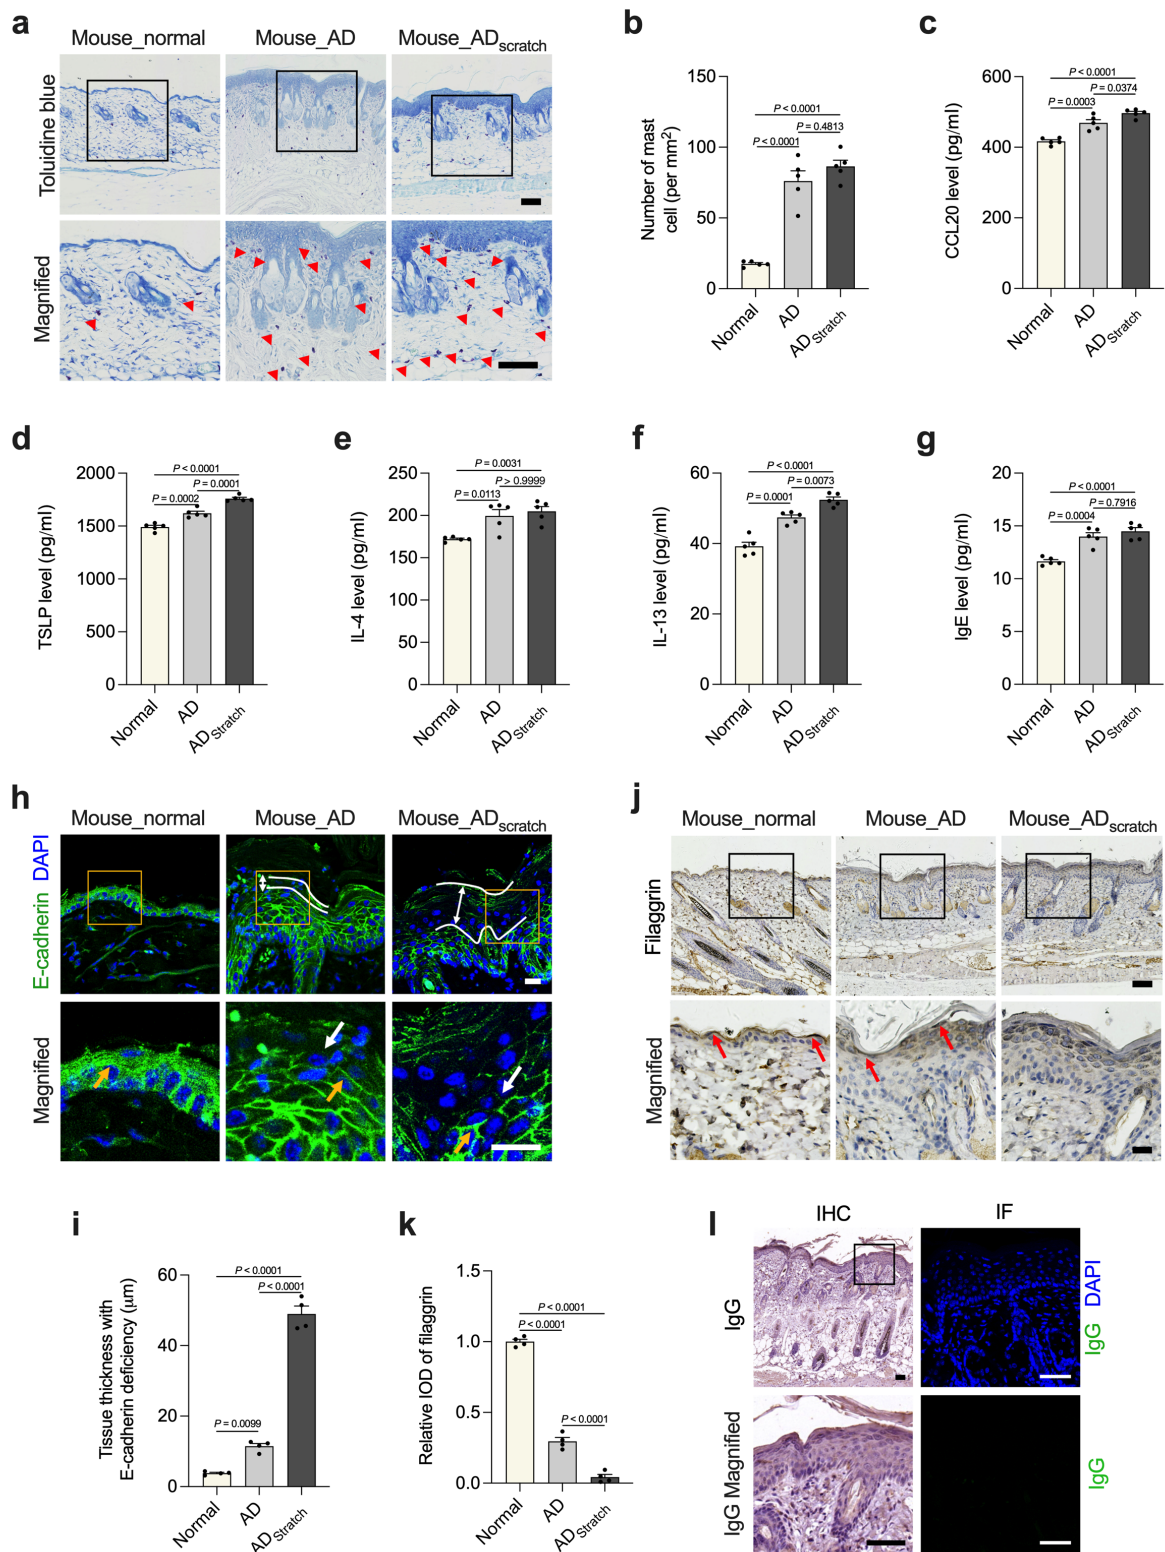 a
Mouse_normal
Mouse_AD
Mouse_ADscratch
Toluidine blue
Magnified
b
Number of mast
cell (per mm2)
150
100
50
0
P < 0.0001
P = 0.4813
P < 0.0001
Normal
AD
ADStratch
c
CCL20 level (pg/ml)
600
400
200
0
P < 0.0001
P = 0.0374
P = 0.0003
Normal
AD
ADStratch
d
TSLP level (pg/ml)
2000
1500
1000
500
0
P < 0.0001
P = 0.0001
P = 0.0002
Normal
AD
ADStratch
e
IL-4 level (pg/ml)
250
200
150
100
50
0
P = 0.0031
P > 0.9999
P = 0.0113
Normal
AD
ADStratch
f
IL-13 level (pg/ml)
60
40
20
0
P < 0.0001
P = 0.0073
P = 0.0001
Normal
AD
ADStratch
g
IgE level (pg/ml)
20
15
10
5
0
P < 0.0001
P = 0.7916
P = 0.0004
Normal
AD
ADStratch
h
Mouse_normal
Mouse_AD
Mouse_ADscratch
E-cadherin DAPI
Magnified
j
Mouse_normal
Mouse_AD
Mouse_ADscratch
Filaggrin
Magnified
i
Tissue thickness with
E-cadherin deficiency (μm)
60
40
20
0
P < 0.0001
P < 0.0001
P = 0.0099
Normal
AD
ADStratch
k
Relative IOD of filaggrin
1.5
1.0
0.5
0.0
P < 0.0001
P < 0.0001
P < 0.0001
Normal
AD
ADStratch
l
IHC
IF
IgG
IgG DAPI
IgG Magnified
IgG